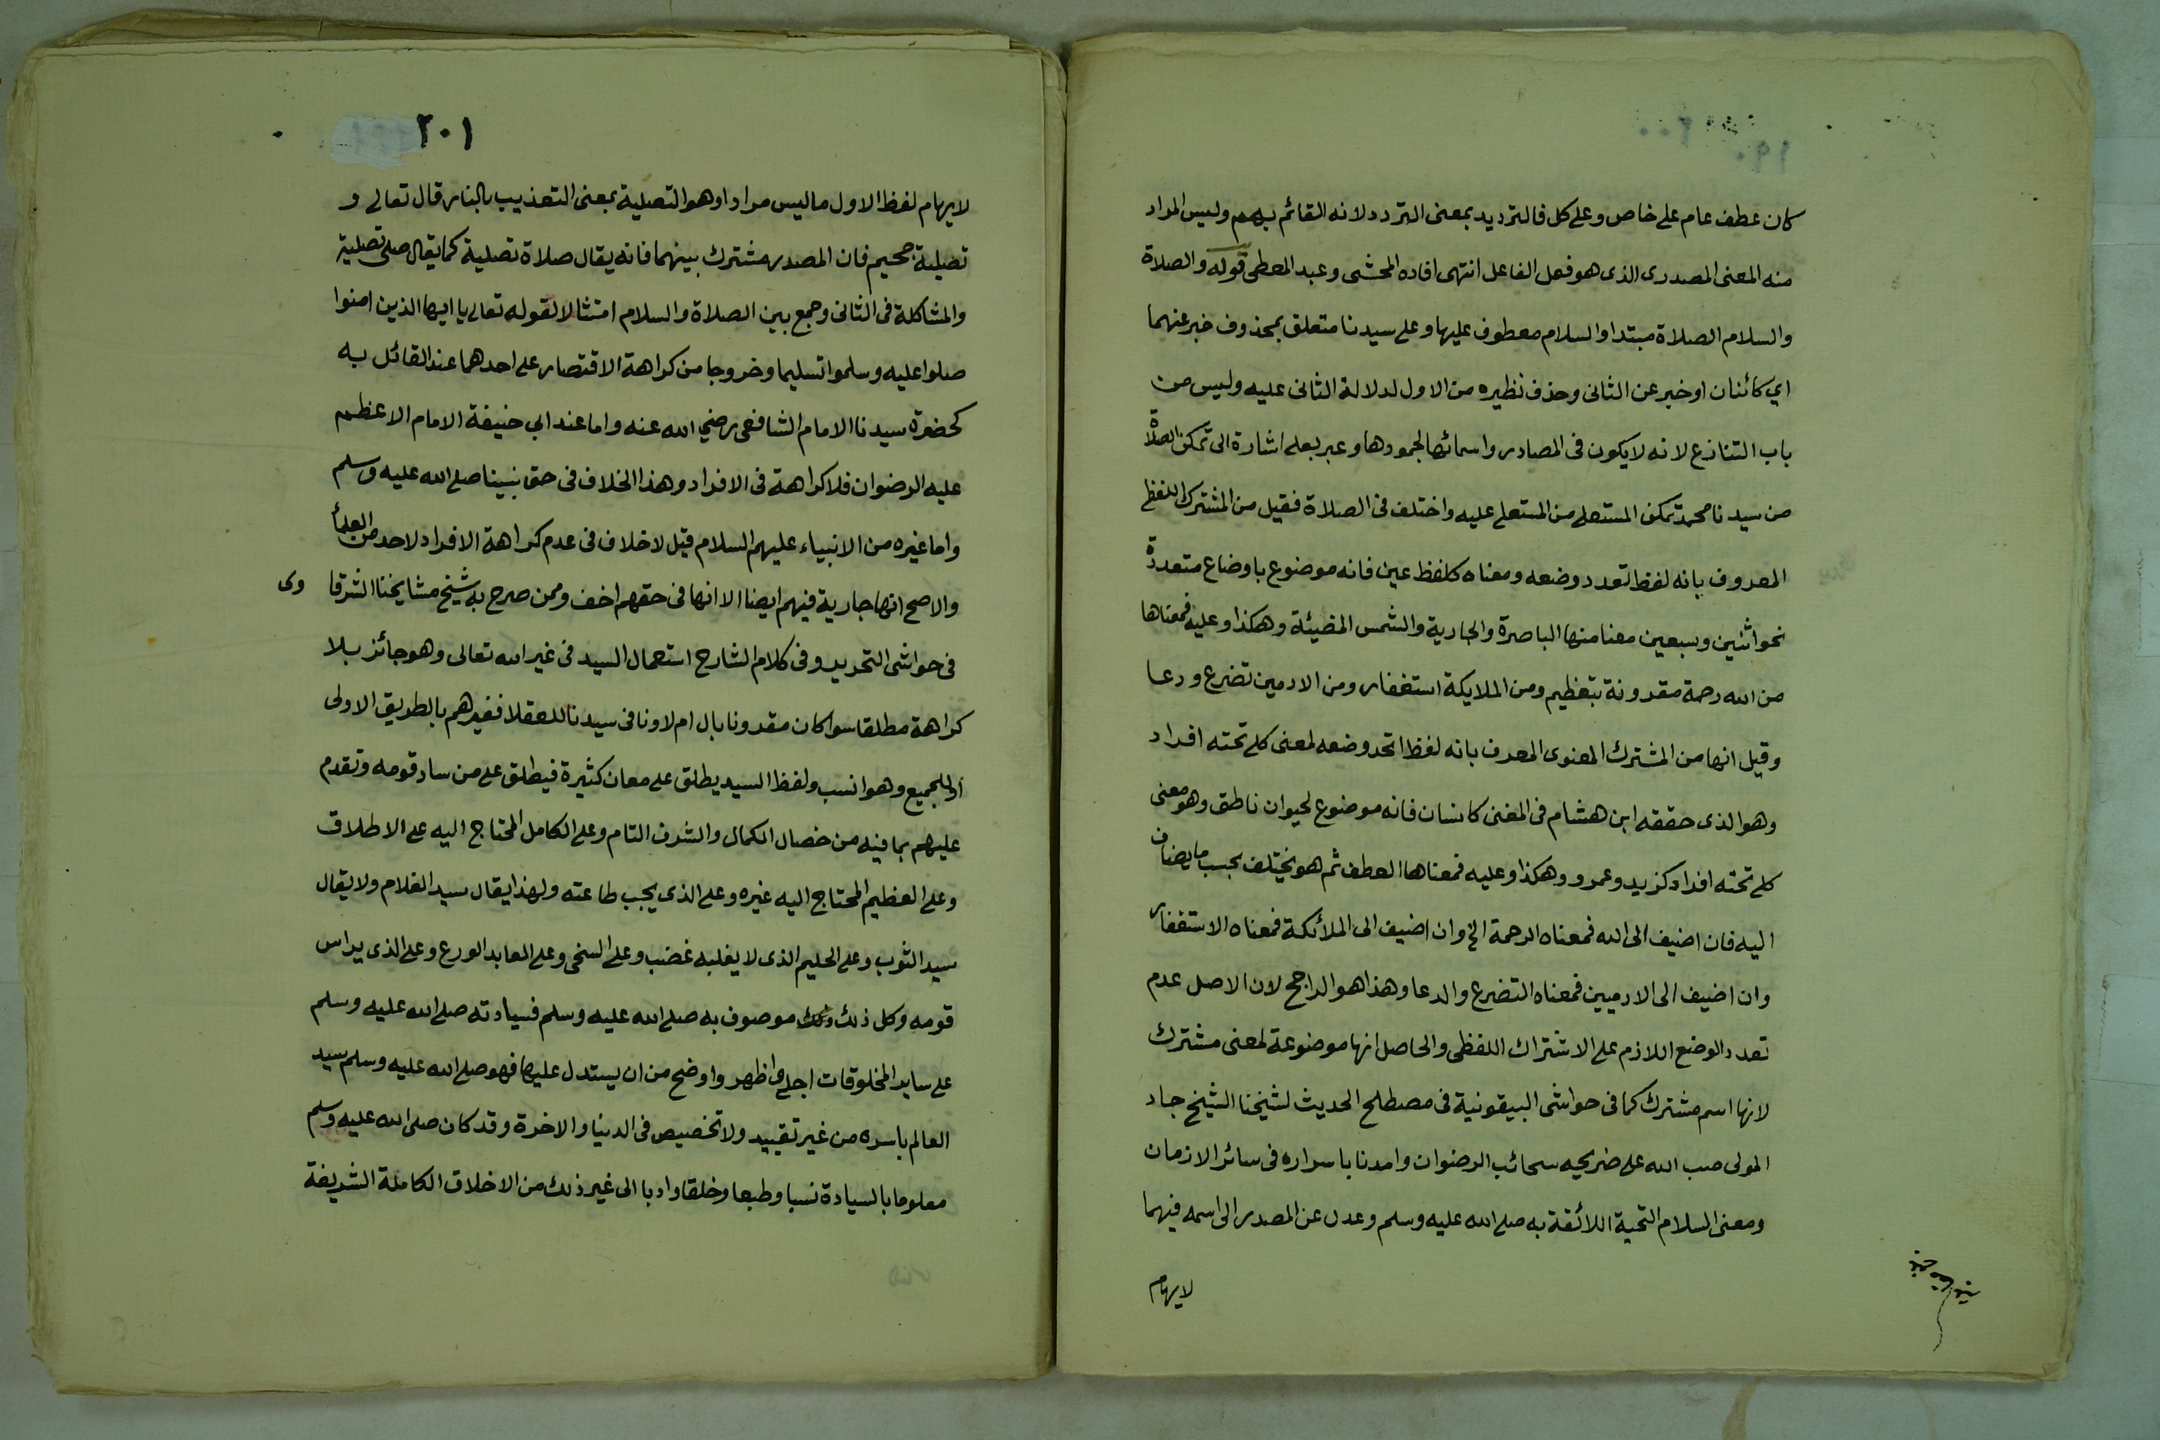 كان عطف عام على خاص وعلى كل فالترديد بمعنى التردد لانه القائم بهم وليس المراد
منه المعنى المصدرى الذى هو فعل الفاعل انتهى افاده المحشى وعبد المعطى قوله والصلاة
والسلام الصلاة مبتدا والسلام معطوف عليها وعلى سيدنا متعلق بمحذوف خبر عنهما
اي كائنان او خبر عن الثانى وحذف نظيره من الاول لدلالة الثانى عليه وليس من
باب التنازع لانه لا يكون فى المصادر واسمائها لجمودها وعبر بعلى اشارة الى تمكن الصلاة
من سيدنا محمد تمكن المستعلى من المستعلى عليه واختلف فى الصلاة فقيل من المشترك اللفظى
المعروف بانه لفظ تعدد وضعه ومعناه كلفظ عين فانه موضوع باوضاع متعددة
نحو اثنين وسبعين معنا منها الباصرة والجارية والشمس المضيئة وهكذا وعليه فمعناها
من الله رحمة مقرونة بتعظيم ومن الملايكة استغفار ومن الادمين تضرع ودعا
وقيل انها من المشترك المعنوى المعرف بانه لفظ اتحد وضعه لمعنى كلى تحته افراد
وهو الذى حققه ابن هشام فى المغنى كانسان فانه موضوع لحيوان ناطق وهو معنى
كلى تحته افراد كزيد وعمرو وهكذا وعليه فمعناها العطف ثم هو يختلف بحسب ما يضاف
اليه فان اضيف الى الله فمعناه الرحمة الخ وان اضيف الى الملائكة فمعناه الاستغفار
وان اضيف الى الادميين فمعناه التضرع والدعا وهذا هو الراجح لان الاصل عدم
تعدد الوضع اللازم على الاشتراك اللفظى والحاصل انها موضوعة لمعنى مشترك
لانها اسم مشترك كما فى حواشى البيقونية فى مصطلح الحديث لشيخنا الشيخ جاد
المولى صب الله على ضريحه سحائب الرضوان وامدنا باسراره فى سائر الازمان
ومعنى السلام التحية اللائقة به صلى الله عليه وسلم وعدل عن المصدر الى اسمه فيهما
لايهام
٢٠١
لايهام لفظ الاول ما ليس مرادا وهو التصلية بمعنى التعذيب بالنار قال تعالى و
تصلية جحيم فان المصدر مشترك بينهما فانه يقال صلاة تصلية كما يقال صلى تصلية
والمشاكلة فى الثانى وجمع بين الصلاة والسلام امتثالا لقوله تعالى يا ايها الذين امنوا
صلوا عليه وسلموا تسليما وخروجا من كراهة الاقتصار على احدهما عند القائل به
كحضرة سيدنا الامام الشافعى رضي الله عنه واما عند ابي حنيفة الامام الاعظم
عليه الرضوان فلا كراهة فى الافراد وهذا الخلاف فى حق نبينا صلى الله عليه وسلم
واما غيره من الانبياء عليهم السلام قيل لا خلاف فى عدم كراهة الافراد لاحد من العلمأ
والاصح انها جارية فيهم ايضا الا انها فى حقهم اخف وممن صرح به شيخ مشايخنا الشرقا وى
فى حواشى التحرير وفى كلام الشارح استعمال السيد فى غير الله تعالى وهو جائز بلا
كراهة مطلقا سوا كان مقرونا بال ام لا ونا فى سيدنا للعقلا فغيرهم بالطريق الاولى
او للجميع وهو انسب ولفظ السيد يطلق على معان كثيرة فيطلق على من ساد قومه وتقدم
عليهم بما فيه من خصال الكمال والشرف التام وعلى الكامل المحتاج اليه على الاطلاق
وعلى العظيم المحتاج اليه غيره وعلى الذى يجب طاعته ولهذا يقال سيد الغلام ولا يقال
سيد الثوب وعلى الحليم الذى لا يغلبه غضب وعلى السخى وعلى العابد الورع وعلى الذى يراس
قومه وكل ذلك موصوف به صلى الله عليه وسلم فسيادته صلى الله عليه وسلم
على ساير المخلوقات اجلى واظهر واوضح من ان يستدل عليها فهو صلى الله عليه وسلم سيد
العالم باسره من غير تقييد ولا تخصيص فى الدنيا والاخرة وقد كان صلى الله عليه وسلم
معلوما بالسيادة نسبا وطبعا وخلقا وادبا الى غير ذلك من الاخلاق الكاملة الشريفة